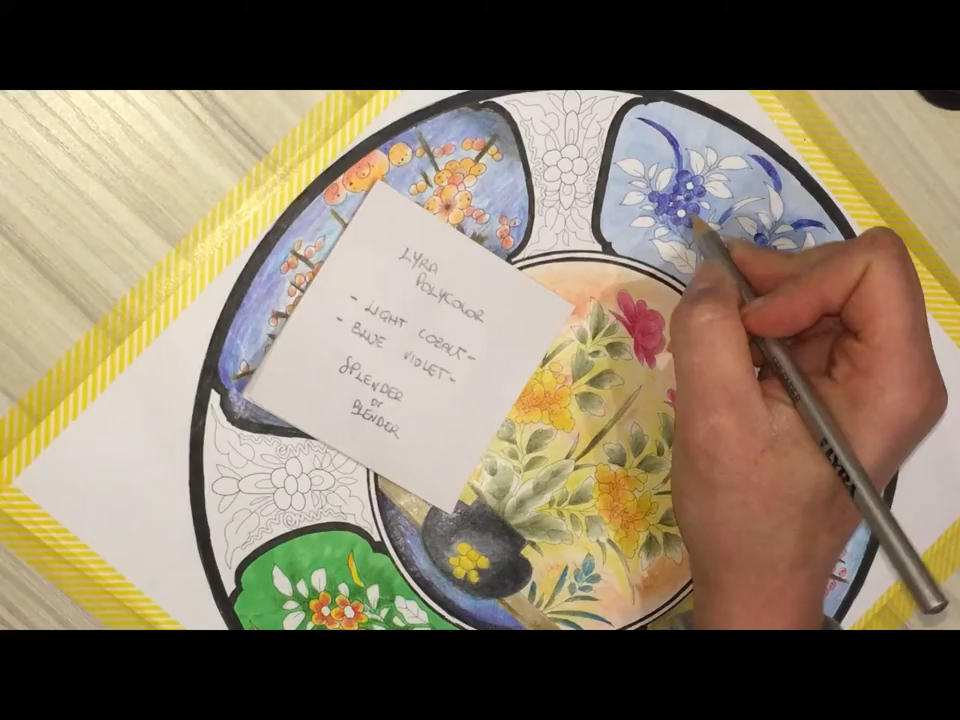 LYRA
POLYCOLOR
- LIGHT COBALT -
- BLUE VIOLET -
SPLENDER
or
BLENDER
LYRA